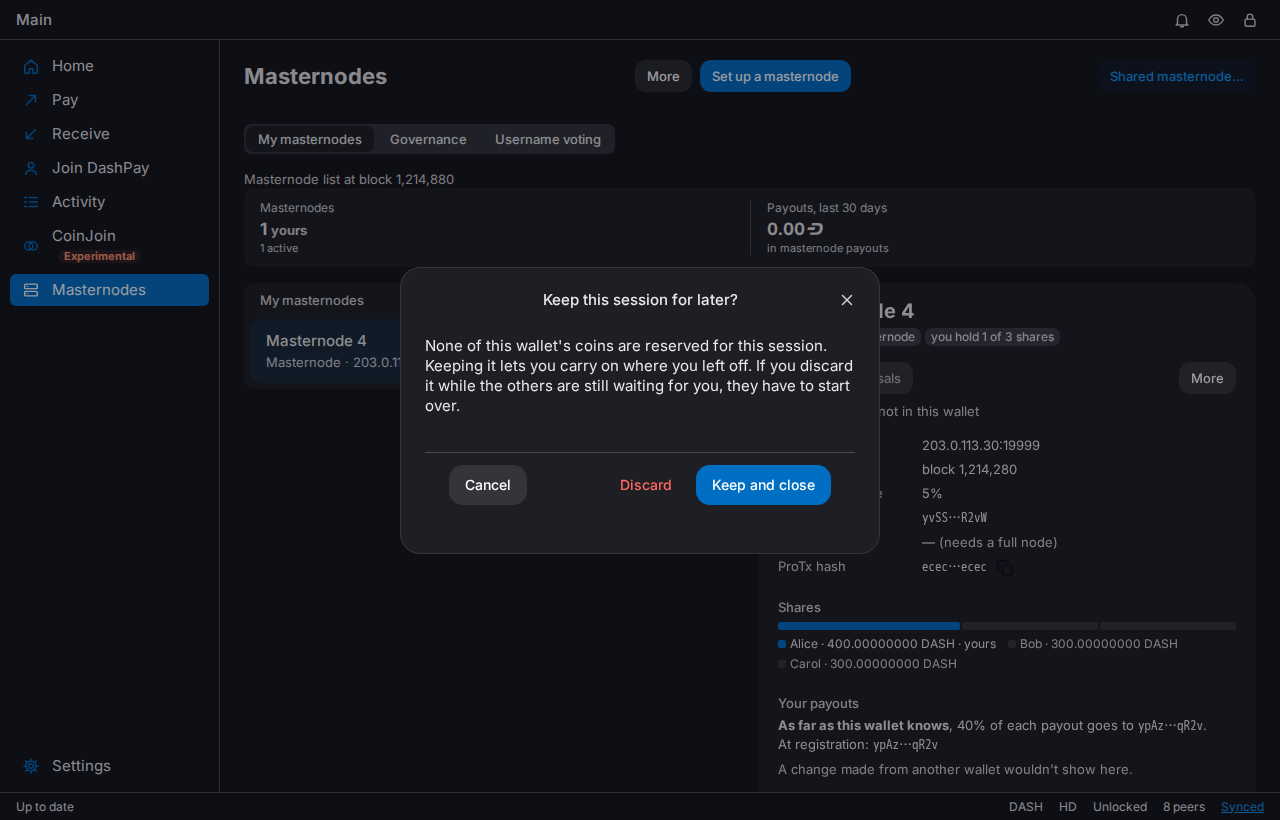 Main
Home
Pay
Receive
Join DashPay
Activity
CoinJoin
Experimental
Masternodes
Settings
Masternodes
More
Set up a masternode
Shared masternode...
My masternodes
Governance
Username voting
Masternode list at block 1,214,880
Masternodes
1 yours
1 active
Payouts, last 30 days
0.00
in masternode payouts
My masternodes
Masternode 4
Masternode · 203.0.11
Keep this session for later?
None of this wallet's coins are reserved for this session.
Keeping it lets you carry on where you left off. If you discard
it while the others are still waiting for you, they have to start
over.
Cancel
Discard
Keep and close
4
you hold 1 of 3 shares
More
not in this wallet
203.0.113.30:19999
block 1,214,280
5%
yvSS···R2vW
— (needs a full node)
ProTx hash
ecec···ecec
Shares
Alice · 400.00000000 DASH · yours
Bob · 300.00000000 DASH
Carol · 300.00000000 DASH
Your payouts
As far as this wallet knows, 40% of each payout goes to ypAz···qR2v.
At registration: ypAz···qR2v
A change made from another wallet wouldn't show here.
Up to date
DASH
HD
Unlocked
8 peers
Synced